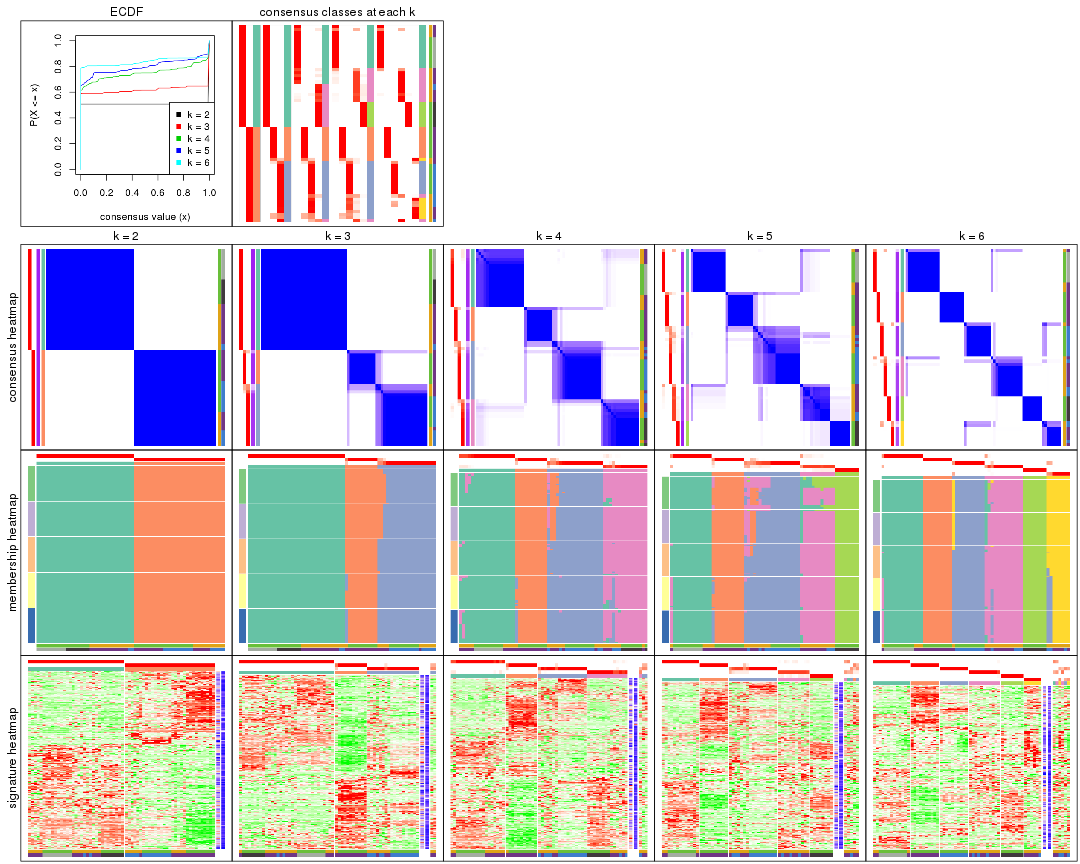 ECDF
consensus classes at each k
P(X <= x)
0.0 0.2 0.4 0.6 0.8 1.0
k = 2
k = 3
k = 4
k = 5
k = 6
0.0 0.2 0.4 0.6 0.8 1.0
consensus value (x)
k = 2
k = 3
k = 4
k = 5
k = 6
consensus heatmap
membership heatmap
signature heatmap